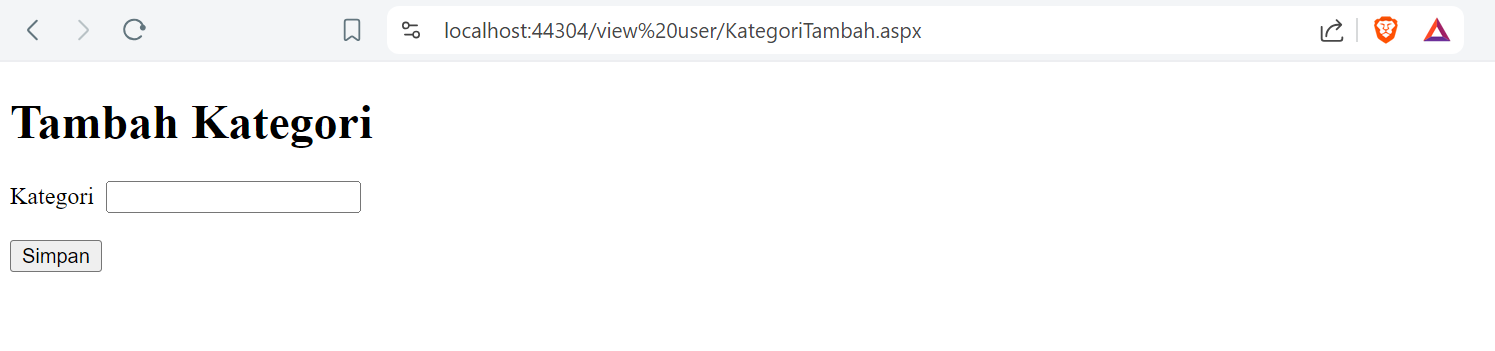 localhost:44304/view%20user/KategoriTambah.aspx
Tambah Kategori
Kategori
Simpan